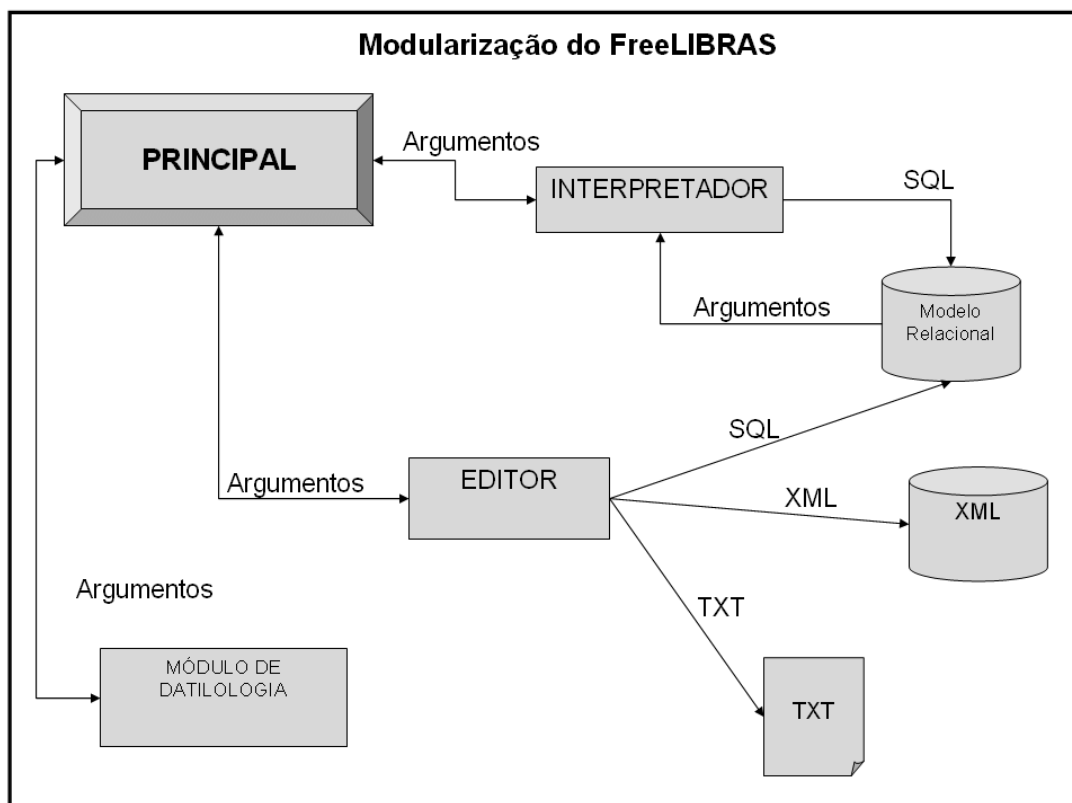 Modularização do FreeLIBRAS
PRINCIPAL
Argumentos
INTERPRETADOR
SQL
Argumentos
Modelo
Relacional
SQL
Argumentos
EDITOR
XML
XML
Argumentos
TXT
MÓDULO DE
DATILOLOGIA
TXT